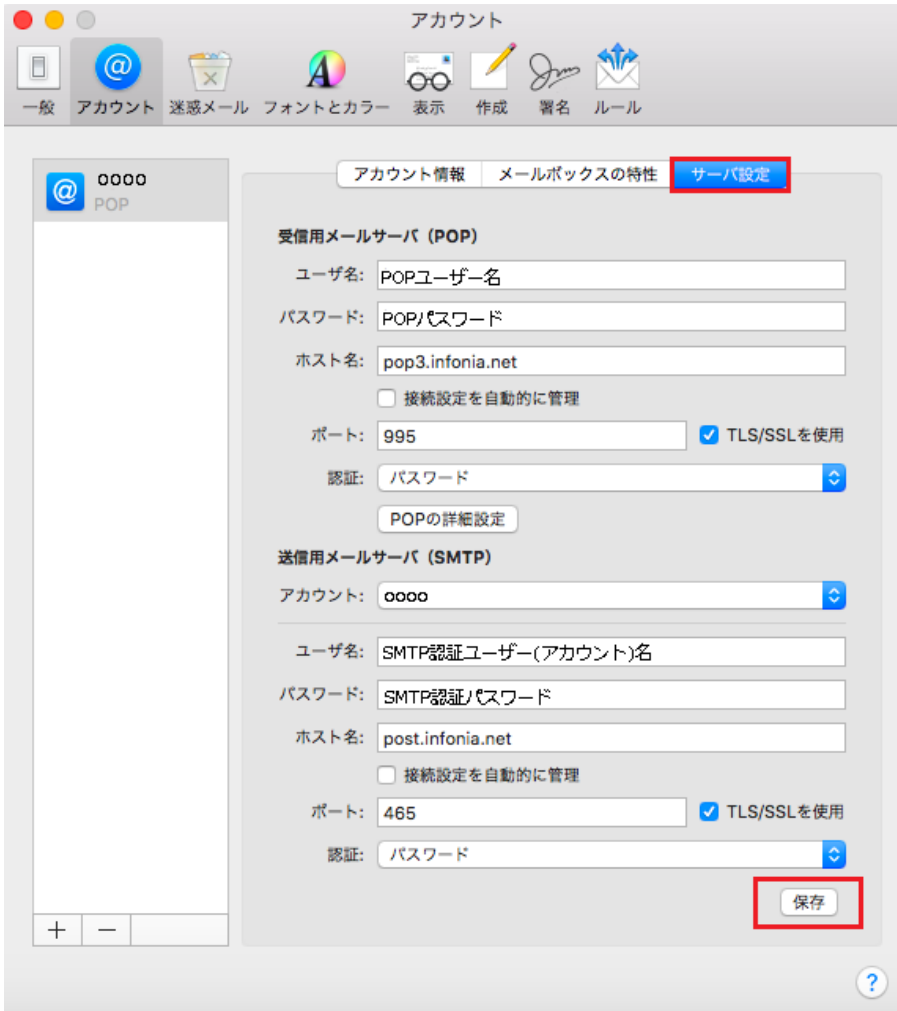 アカウント
一般 アカウント 迷惑メール フォントとカラー 表示 作成 署名 ルール
oooo
POP
アカウント情報 メールボックスの特性 サーバ設定
受信用メールサーバ (POP)
ユーザ名: POPユーザー名
パスワード: POPパスワード
ホスト名: pop3.infonia.net
接続設定を自動的に管理
ポート: 995 TLS/SSLを使用
認証: パスワード
POPの詳細設定
送信用メールサーバ (SMTP)
アカウント: oooo
ユーザ名: SMTP認証ユーザー(アカウント)名
パスワード: SMTP認証パスワード
ホスト名: post.infonia.net
接続設定を自動的に管理
ポート: 465 TLS/SSLを使用
認証: パスワード
保存